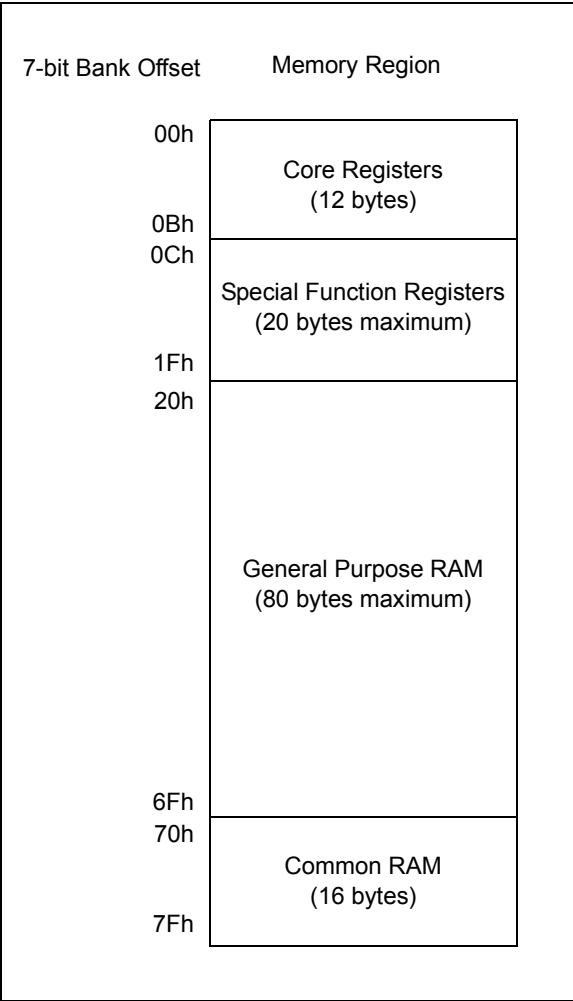 7-bit Bank Offset Memory Region
00h
Core Registers
(12 bytes)
0Bh
0Ch
Special Function Registers
(20 bytes maximum)
1Fh
20h
General Purpose RAM
(80 bytes maximum)
6Fh
70h
Common RAM
(16 bytes)
7Fh